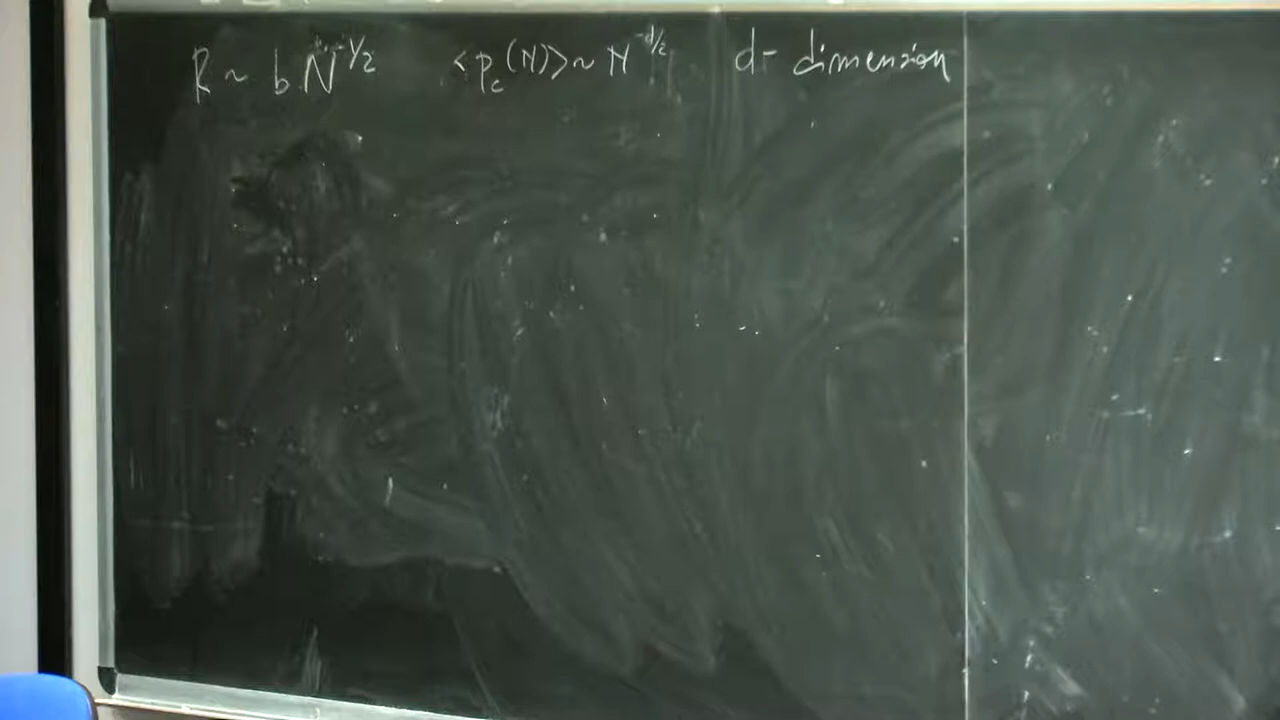 R ~ b N^{1/2} <p_c(N)> ~ N^{-d/2} d - dimension